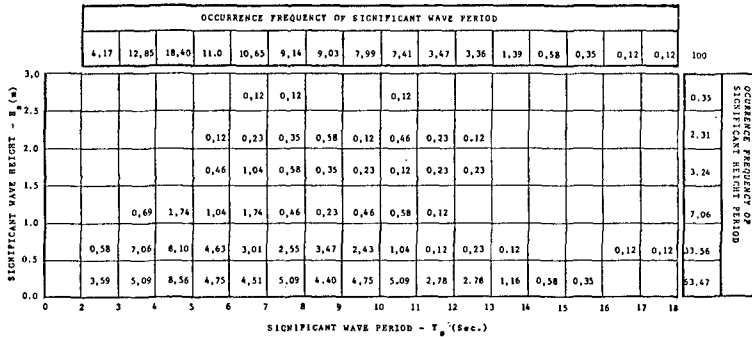 OCCURRENCE FREQUENCY OF SIGNIFICANT WAVE PERIOD
4,17 12,85 18,40 11.0 10,65 9,14 9,03 7,99 7,41 3,47 3,36 1,39 0,58 0,35 0,12 0,12 100
3,0
0,12 0,12 0,12 0,35
2.5
0,12 0,23 0,35 0,58 0,12 0,46 0,23 0.12 2,31
2.0
0,46 1,04 0,58 0,35 0,23 0,12 0,23 0,23 3,24
1.5
0,69 1,74 1,04 1,74 0,46 0,23 0,46 0,58 0,12 7,06
1.0
0,58 7,06 8,10 4,63 3,01 2,55 3,47 2,43 1,04 0,12 0,23 0.12 0,12 0,12 33.56
0.5
3,59 5,09 8,56 4,75 4,51 5,09 4.40 4,75 5.09 2,78 2.78 1,16 0,58 0,35 53.47
0.0
0 2 3 4 5 6 7 8 9 10 11 12 13 14 15 16 17 18
SIGNIFICANT WAVE PERIOD - Ts (Sec.)
SIGNIFICANT WAVE HEIGHT - Hs (m)
OCURRENCE FREQUENCY OF
SIGNIFICANT HEIGHT PERIOD